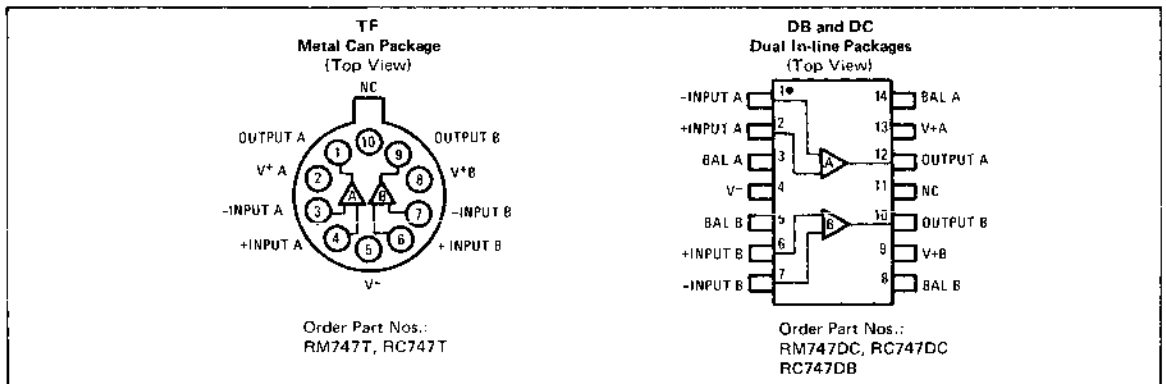 TF
Metal Can Package
(Top View)
NC
OUTPUT A
OUTPUT B
10
1
9
V+ A
V+B
2
8
A
B
-INPUT A
-INPUT B
3
7
+INPUT A
+ INPUT B
4
6
5
V-
Order Part Nos.:
RM747T, RC747T
DB and DC
Dual In-line Packages
(Top View)
-INPUT A 1 14 BAL A
+INPUT A 2 13 V+A
BAL A 3 A 12 OUTPUT A
V- 4 11 NC
BAL B 5 B 10 OUTPUT B
+INPUT B 6 9 V+B
-INPUT B 7 8 BAL B
Order Part Nos.:
RM747DC, RC747DC
RC747DB